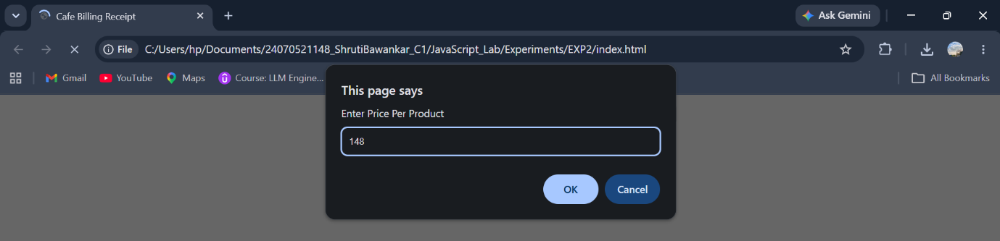 Cafe Billing Receipt
Ask Gemini
File C:/Users/hp/Documents/24070521148_ShrutiBawankar_C1/JavaScript_Lab/Experiments/EXP2/index.html
Gmail YouTube Maps Course: LLM Engine... All Bookmarks
This page says
Enter Price Per Product
148
OK Cancel